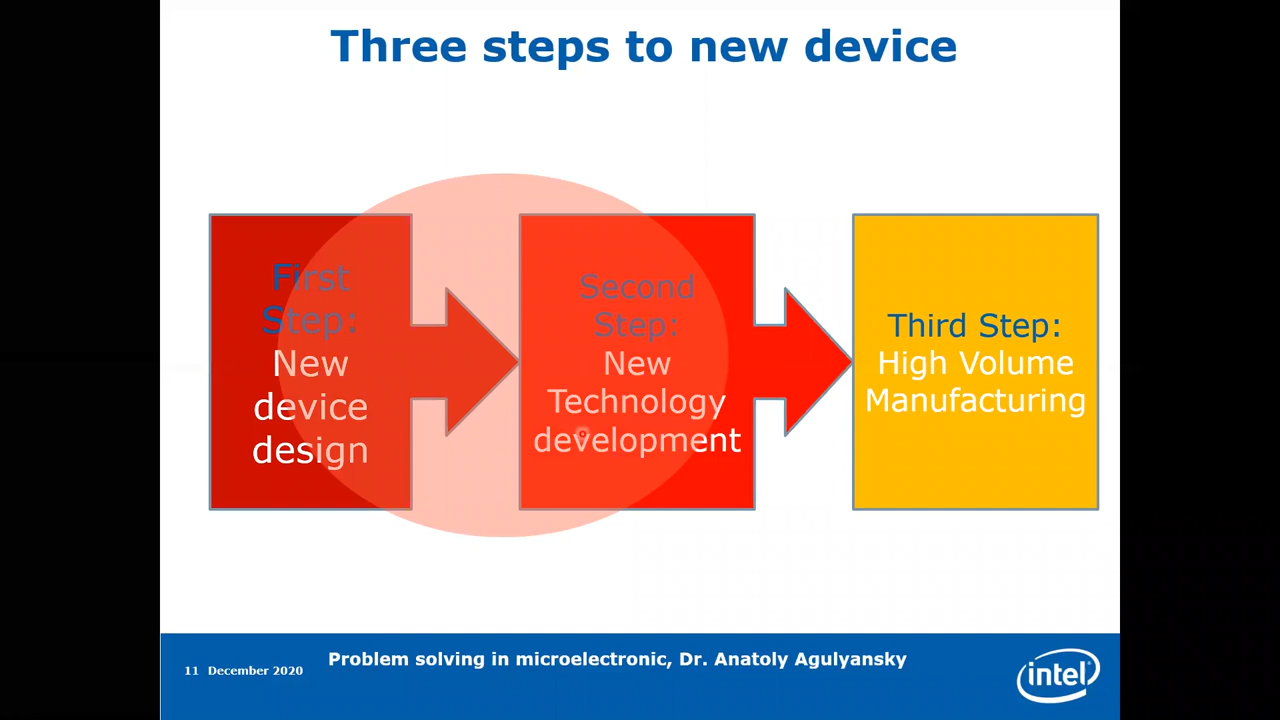 Three steps to new device
First
Step:
New
device
design
Second
Step:
New
Technology
development
Third Step:
High Volume
Manufacturing
11 December 2020
Problem solving in microelectronic, Dr. Anatoly Agulyansky
intel